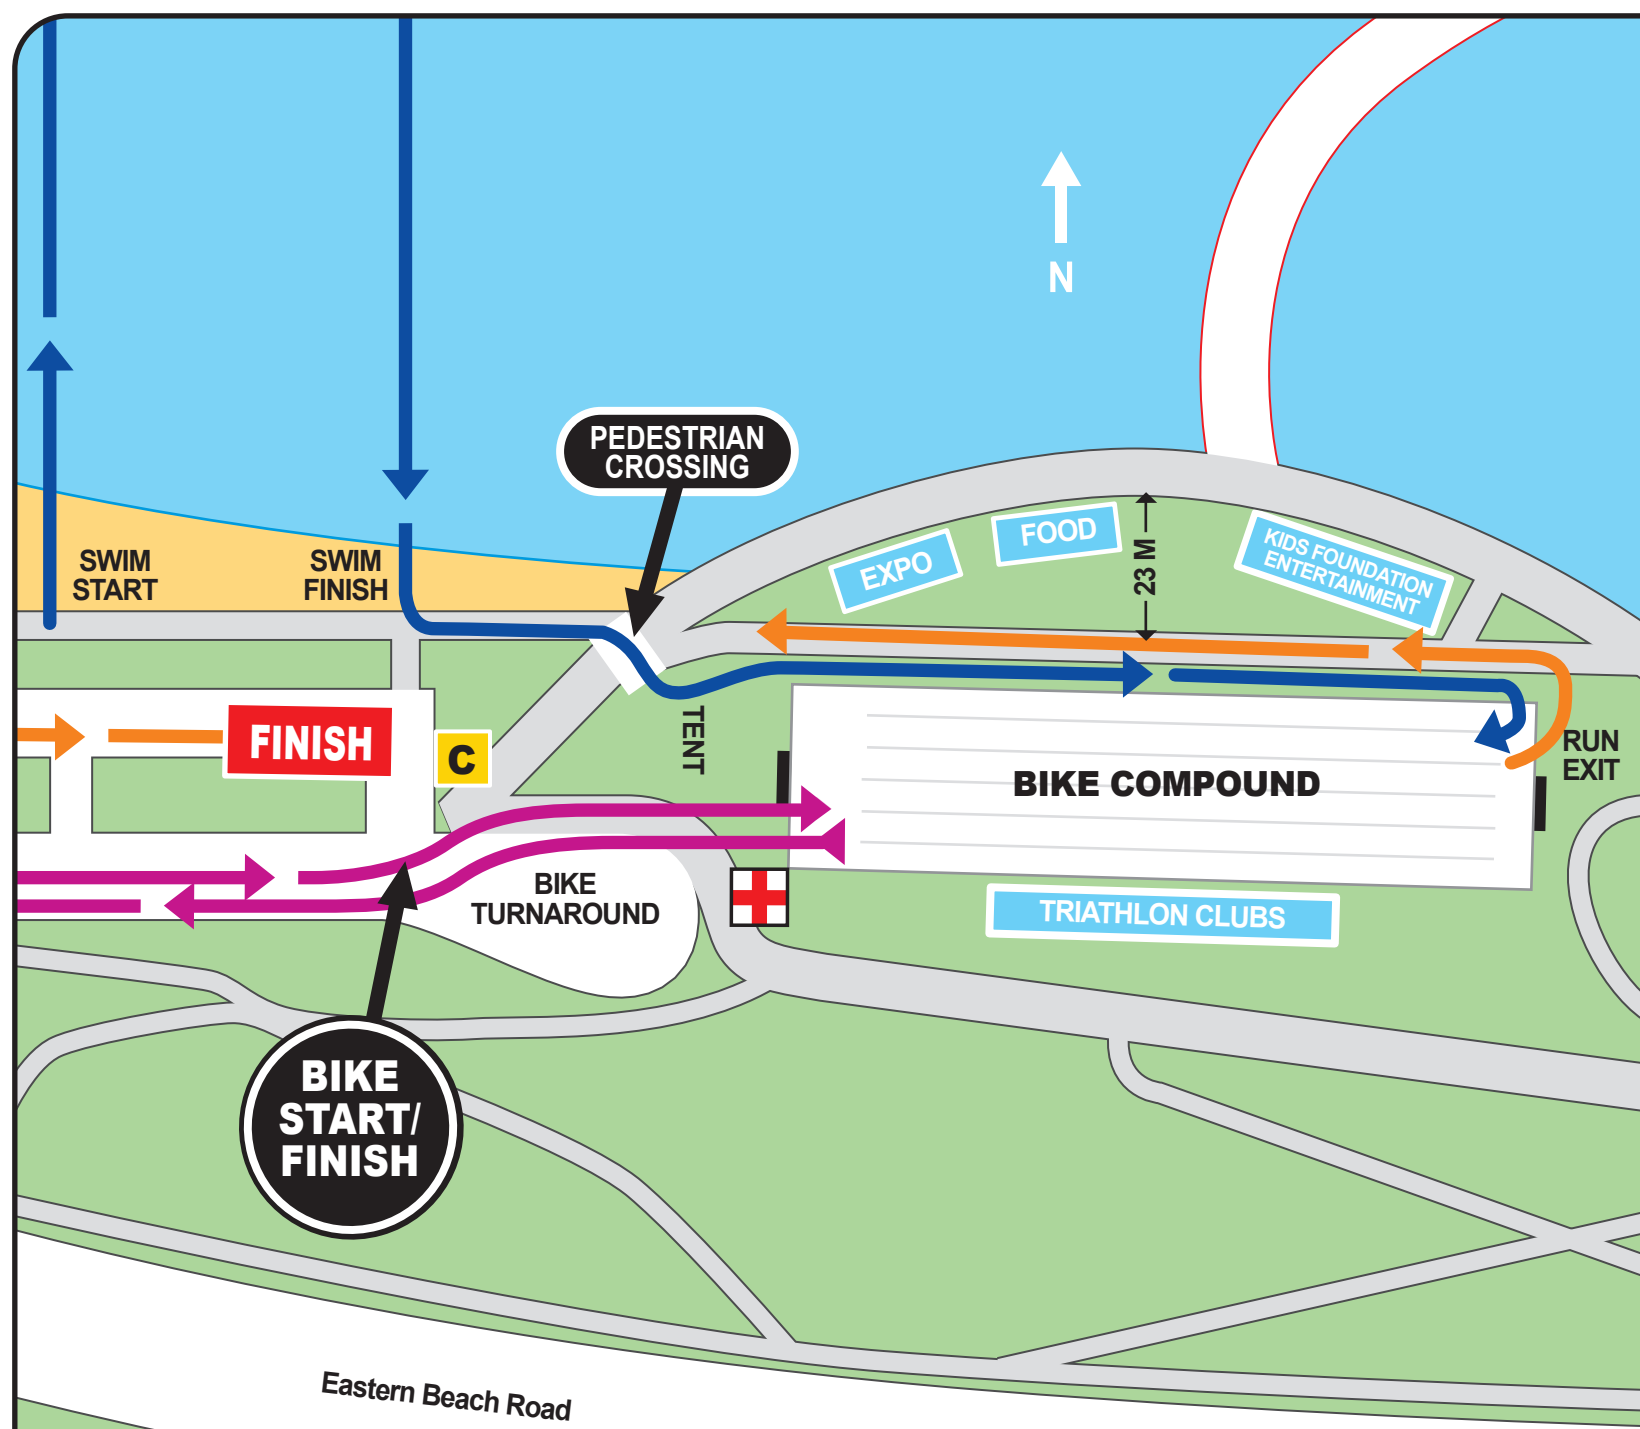 N
PEDESTRIAN
CROSSING
SWIM
START
SWIM
FINISH
EXPO
FOOD
23 M
KIDS FOUNDATION
ENTERTAINMENT
FINISH
C
TENT
BIKE COMPOUND
RUN
EXIT
BIKE
TURNAROUND
TRIATHLON CLUBS
BIKE
START/
FINISH
Eastern Beach Road